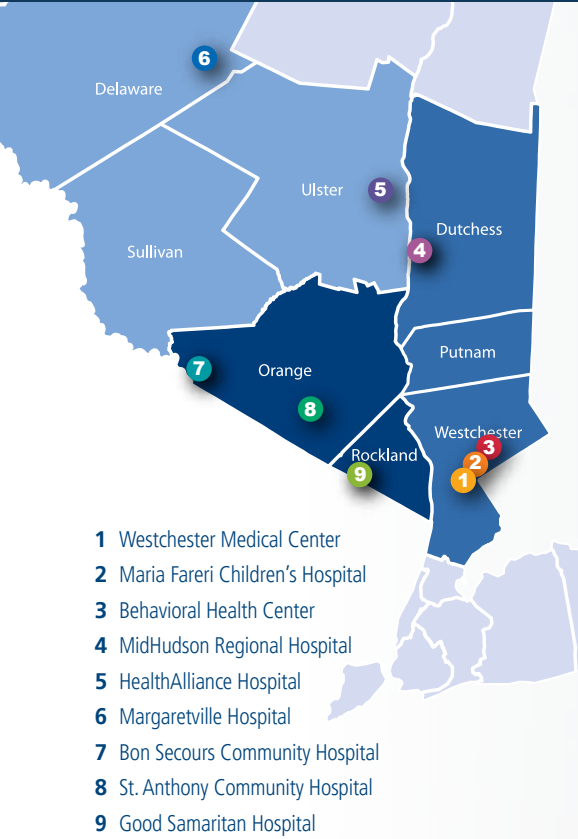 6
Delaware
Ulster
5
Dutchess
4
Sullivan
Putnam
7
Orange
8
Westchester
3
Rockland
2
9
1
1 Westchester Medical Center
2 Maria Fareri Children's Hospital
3 Behavioral Health Center
4 MidHudson Regional Hospital
5 HealthAlliance Hospital
6 Margaretville Hospital
7 Bon Secours Community Hospital
8 St. Anthony Community Hospital
9 Good Samaritan Hospital